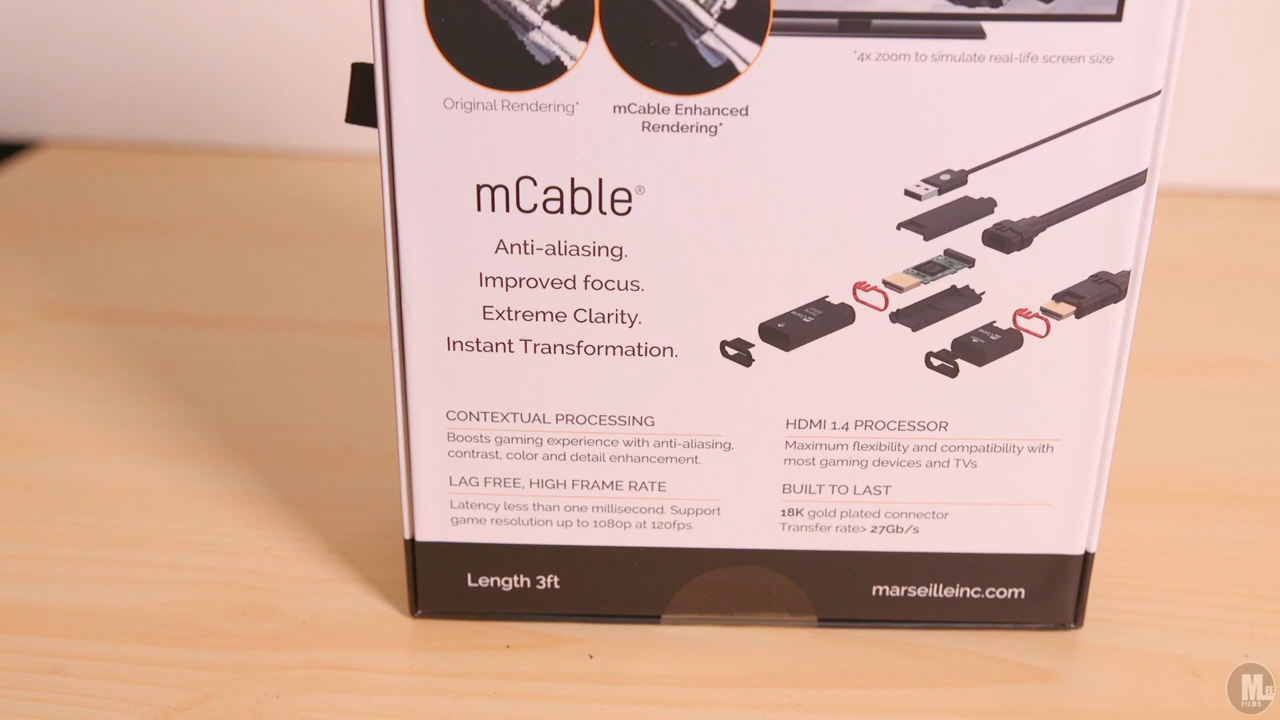 *4x zoom to simulate real-life screen size
Original Rendering*
mCable Enhanced
Rendering*
mCable®
Anti-aliasing.
Improved focus.
Extreme Clarity.
Instant Transformation.
CONTEXTUAL PROCESSING
Boosts gaming experience with anti-aliasing,
contrast, color and detail enhancement.
LAG FREE, HIGH FRAME RATE
Latency less than one millisecond. Support
game resolution up to 1080p at 120fps.
HDMI 1.4 PROCESSOR
Maximum flexibility and compatibility with
most gaming devices and TVs
BUILT TO LAST
18K gold plated connector
Transfer rate> 27Gb/s
Length 3ft
marseilleinc.com
FILMS